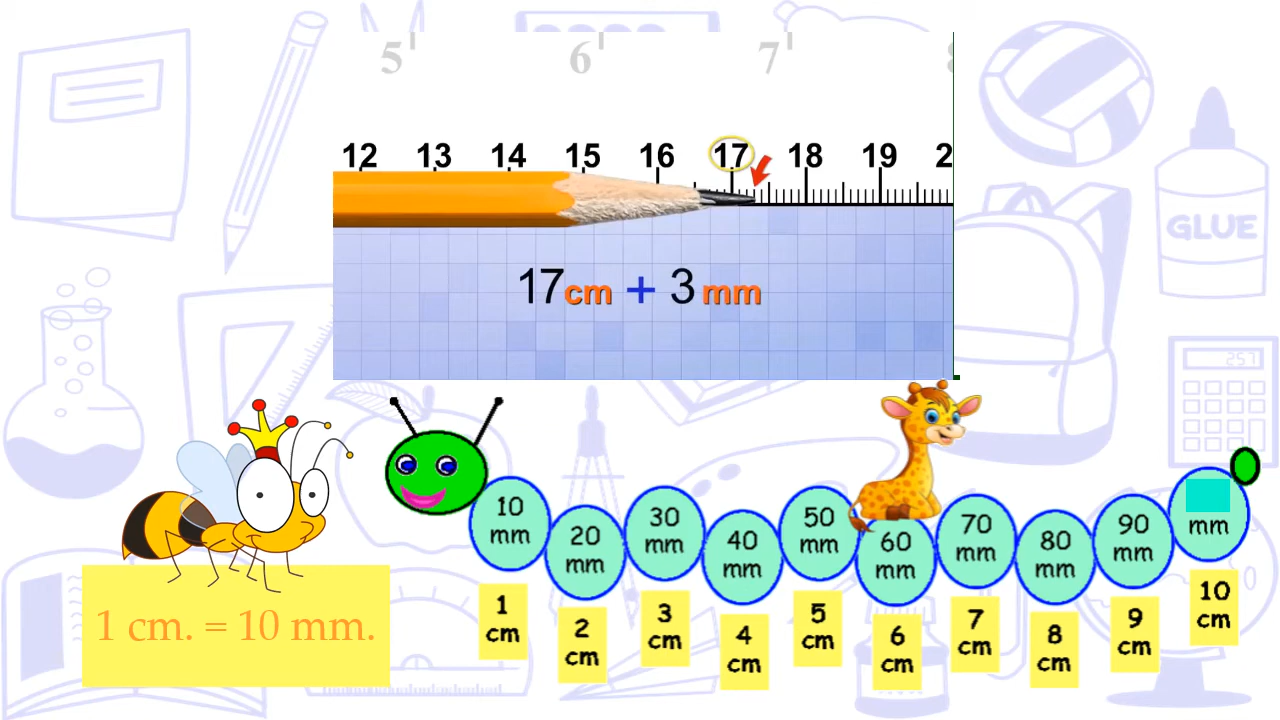 5 6 7 8
12 13 14 15 16 17 18 19 2
17cm + 3 mm
GLUE
257
10 mm
20 mm
30 mm
40 mm
50 mm
60 mm
70 mm
80 mm
90 mm
mm
1 cm
2 cm
3 cm
4 cm
5 cm
6 cm
7 cm
8 cm
9 cm
10 cm
1 cm. = 10 mm.